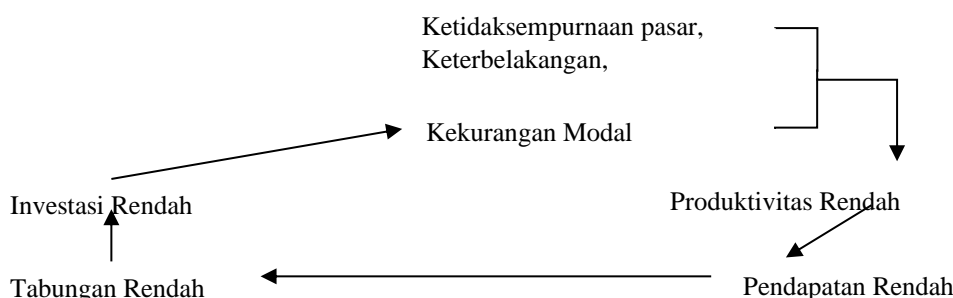 Ketidaksempurnaan pasar,
Keterbelakangan,
Kekurangan Modal
Investasi Rendah
Produktivitas Rendah
Tabungan Rendah
Pendapatan Rendah